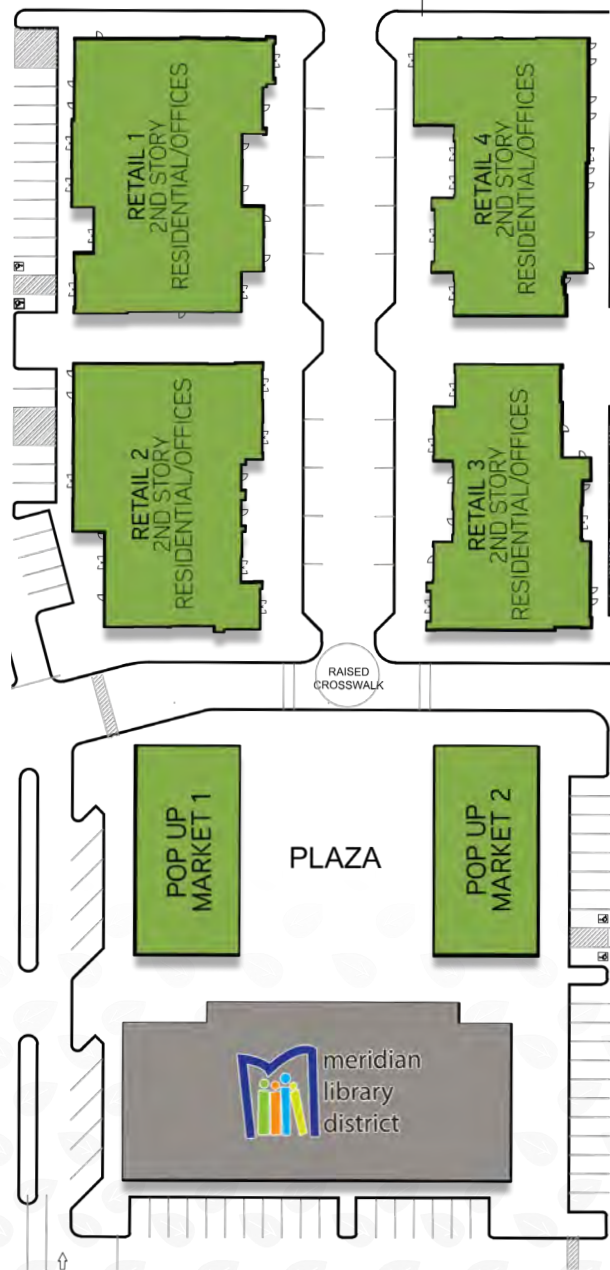 RETAIL 1
2ND STORY
RESIDENTIAL/OFFICES
RETAIL 4
2ND STORY
RESIDENTIAL/OFFICES
RETAIL 2
2ND STORY
RESIDENTIAL/OFFICES
RETAIL 3
2ND STORY
RESIDENTIAL/OFFICES
RAISED
CROSSWALK
POP UP
MARKET 1
PLAZA
POP UP
MARKET 2
meridian
library
district